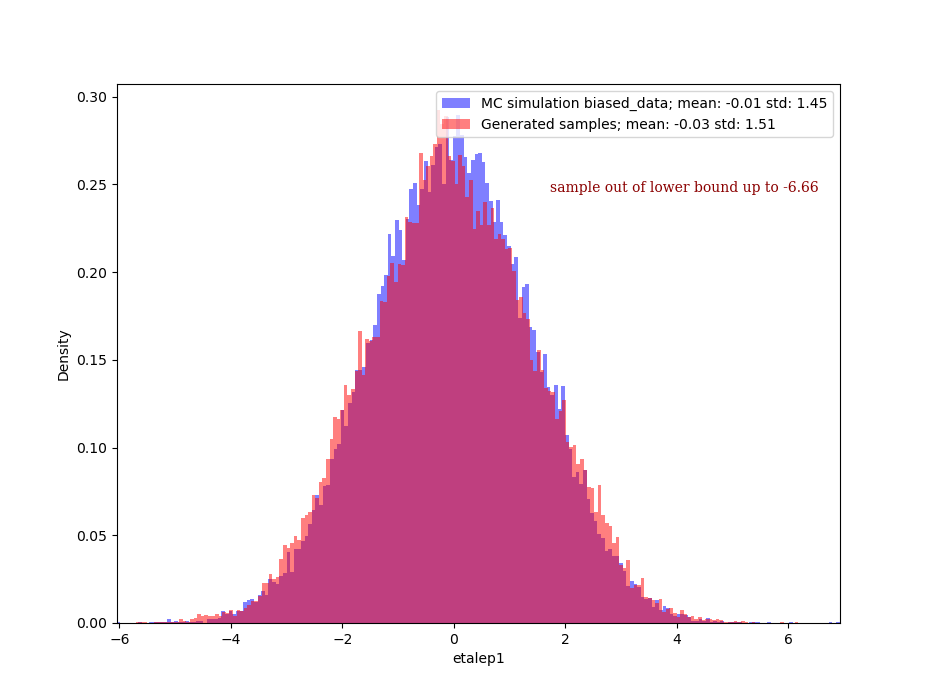 MC simulation biased_data; mean: -0.01 std: 1.45
Generated samples; mean: -0.03 std: 1.51
sample out of lower bound up to -6.66
Density
0.30
0.25
0.20
0.15
0.10
0.05
0.00
−6
−4
−2
0
2
4
6
etalep1